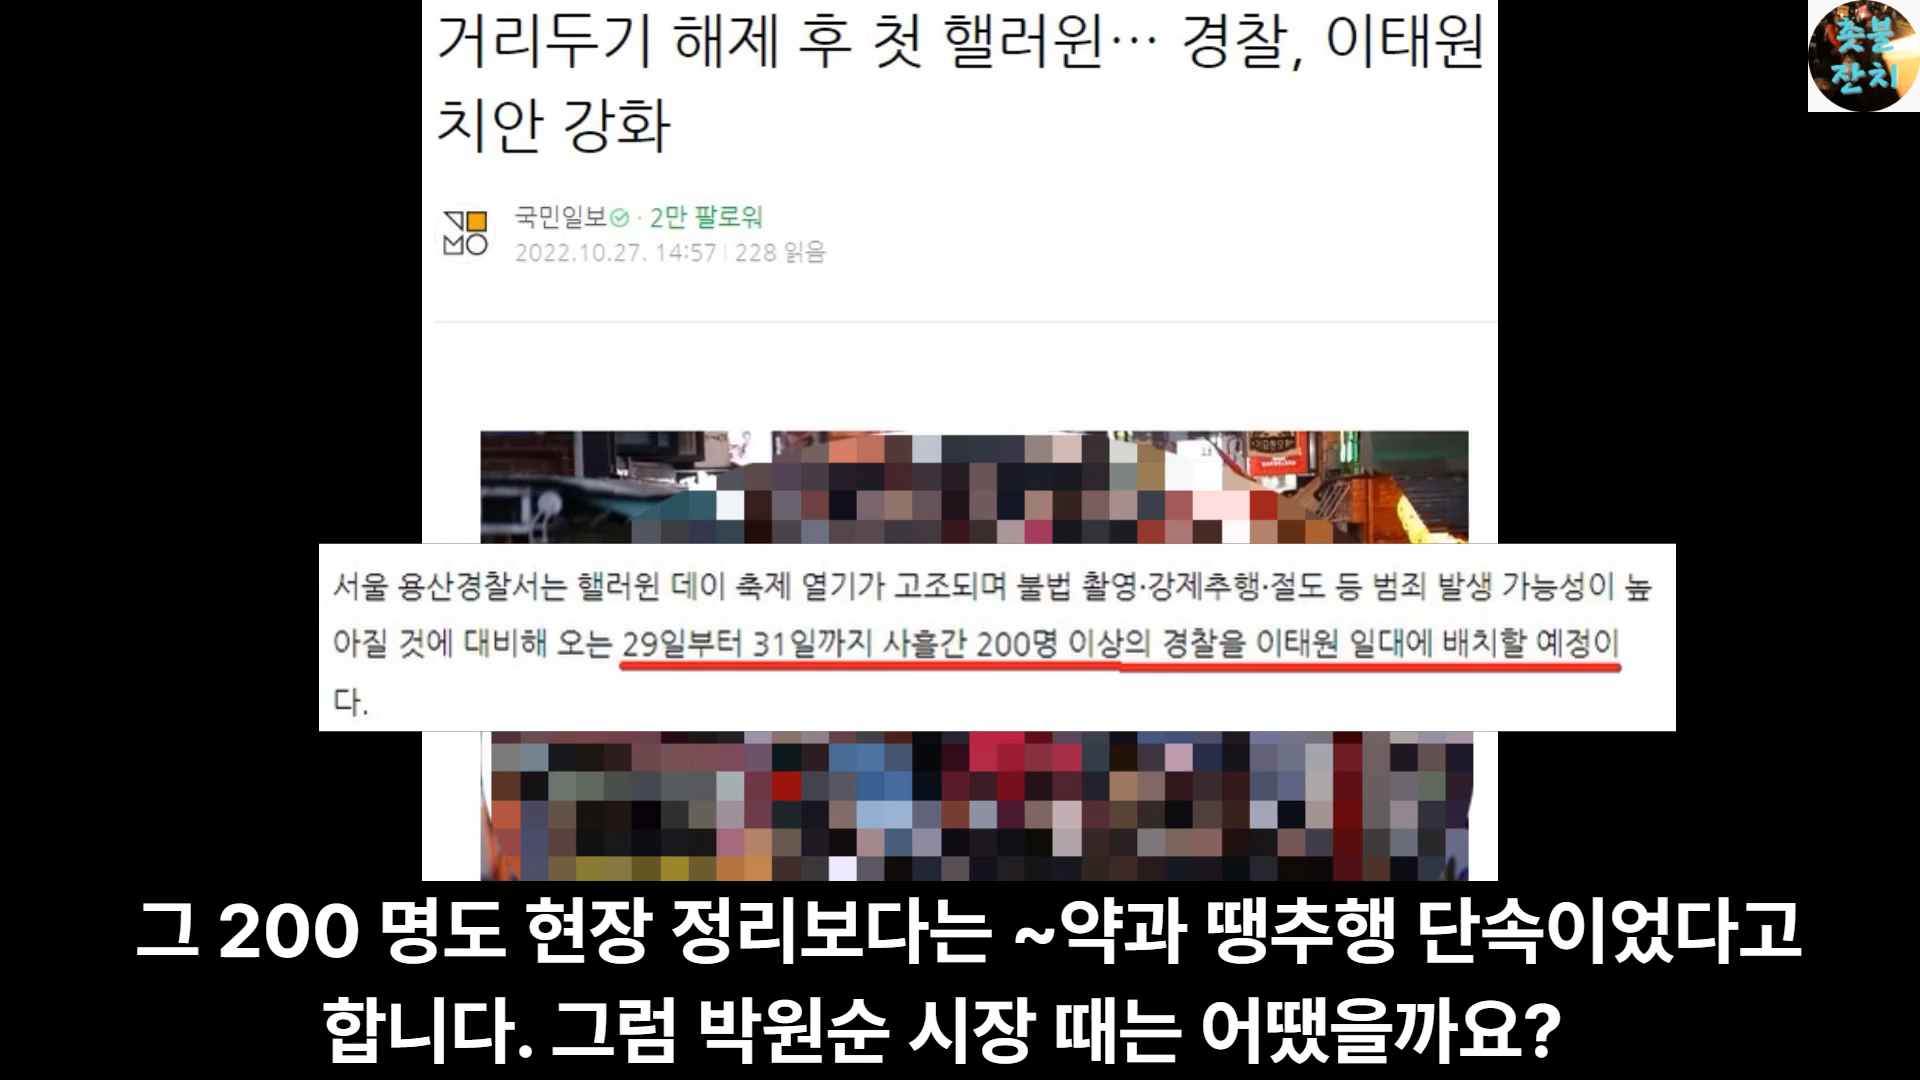 거리두기 해제 후 첫 핼러윈… 경찰, 이태원
치안 강화
촛불
잔치
국민일보 · 2만 팔로워
2022.10.27. 14:57 | 228 읽음
서울 용산경찰서는 핼러윈 데이 축제 열기가 고조되며 불법 촬영·강제추행·절도 등 범죄 발생 가능성이 높
아질 것에 대비해 오는 29일부터 31일까지 사흘간 200명 이상의 경찰을 이태원 일대에 배치할 예정이
다.
그 200 명도 현장 정리보다는 ~약과 땡추행 단속이었다고
합니다. 그럼 박원순 시장 때는 어땠을까요?